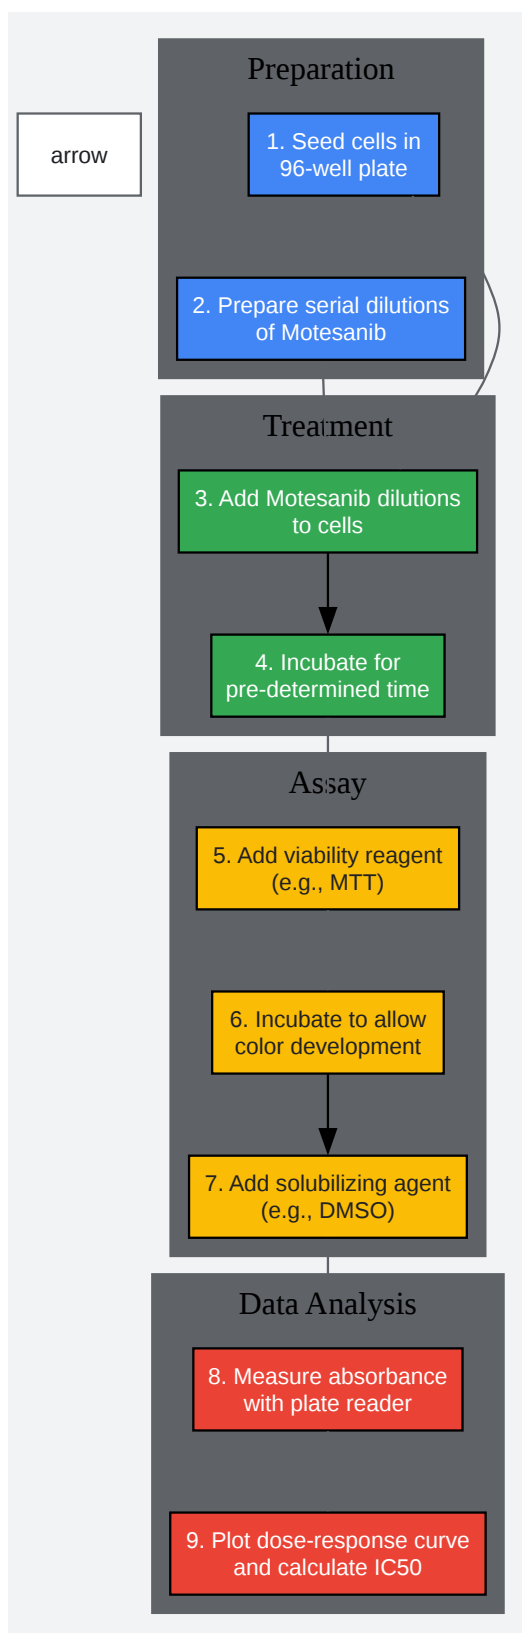 Preparation
arrow
1. Seed cells in
96-well plate
2. Prepare serial dilutions
of Motesanib
Treatment
3. Add Motesanib dilutions
to cells
4. Incubate for
pre-determined time
Assay
5. Add viability reagent
(e.g., MTT)
6. Incubate to allow
color development
7. Add solubilizing agent
(e.g., DMSO)
Data Analysis
8. Measure absorbance
with plate reader
9. Plot dose-response curve
and calculate IC50